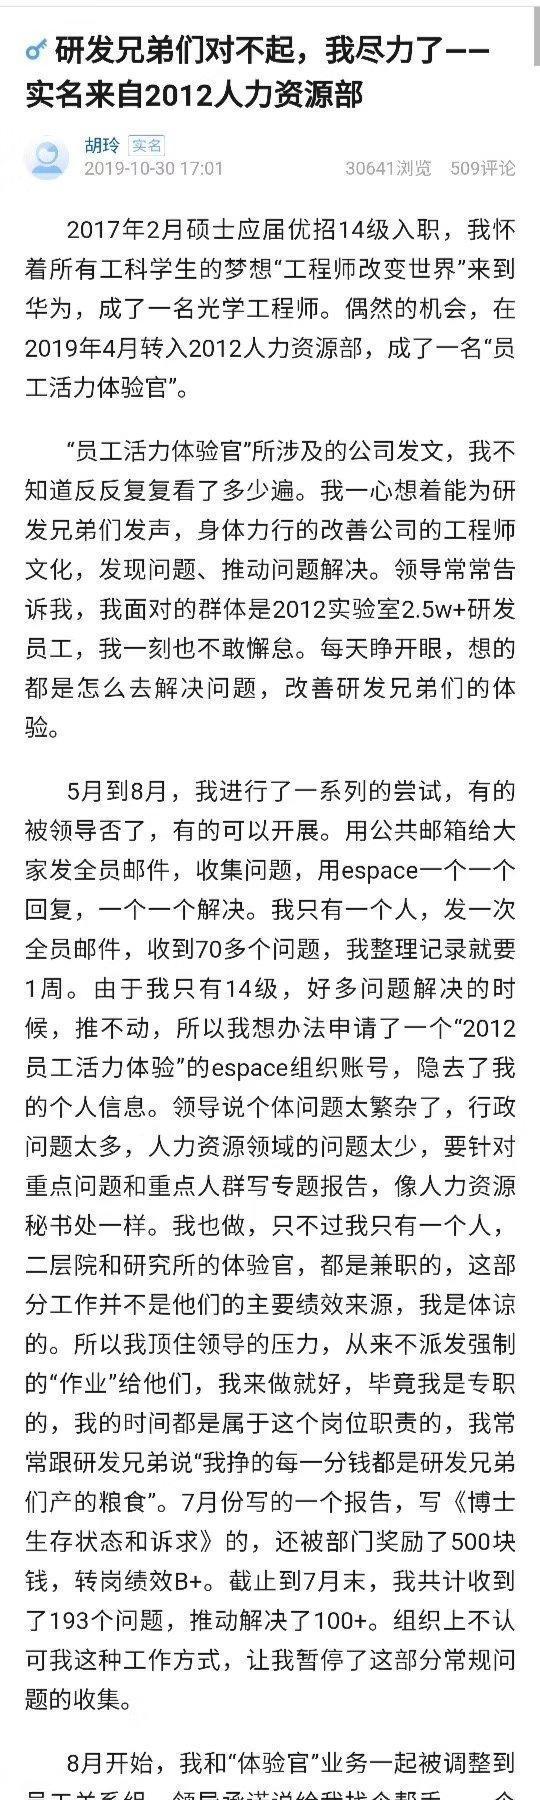 研发兄弟们对不起，我尽力了——
实名来自2012人力资源部
胡玲 实名
2019-10-30 17:01 30641浏览 509评论
2017年2月硕士应届优招14级入职，我怀
着所有工科学生的梦想“工程师改变世界”来到
华为，成了一名光学工程师。偶然的机会，在
2019年4月转入2012人力资源部，成了一名“员
工活力体验官”。
“员工活力体验官”所涉及的公司发文，我不
知道反反复复看了多少遍。我一心想着能为研
发兄弟们发声，身体力行的改善公司的工程师
文化，发现问题、推动问题解决。领导常常告
诉我，我面对的群体是2012实验室2.5w+研发
员工，我一刻也不敢懈怠。每天睁开眼，想的
都是怎么去解决问题，改善研发兄弟们的体
验。
5月到8月，我进行了一系列的尝试，有的
被领导否了，有的可以开展。用公共邮箱给大
家发全员邮件，收集问题，用espace一个一个
回复，一个一个解决。我只有一个人，发一次
全员邮件，收到70多个问题，我整理记录就要
1周。由于我只有14级，好多问题解决的时
候，推不动，所以我想办法申请了一个“2012
员工活力体验”的espace组织账号，隐去了我
的个人信息。领导说个体问题太繁杂了，行政
问题太多，人力资源领域的问题太少，要针对
重点问题和重点人群写专题报告，像人力资源
秘书处一样。我也做，只不过我只有一个人，
二层院和研究所的体验官，都是兼职的，这部
分工作并不是他们的主要绩效来源，我是体谅
的。所以我顶住领导的压力，从来不派发强制
的“作业”给他们，我来做就好，毕竟我是专职
的，我的时间都是属于这个岗位职责的，我常
常跟研发兄弟说“我挣的每一分钱都是研发兄弟
们产的粮食”。7月份写的一个报告，写《博士
生存状态和诉求》的，还被部门奖励了500块
钱，转岗绩效B+。截止到7月末，我共计收到
了193个问题，推动解决了100+。组织上不认
可我这种工作方式，让我暂停了这部分常规问
题的收集。
8月开始，我和“体验官”业务一起被调整到